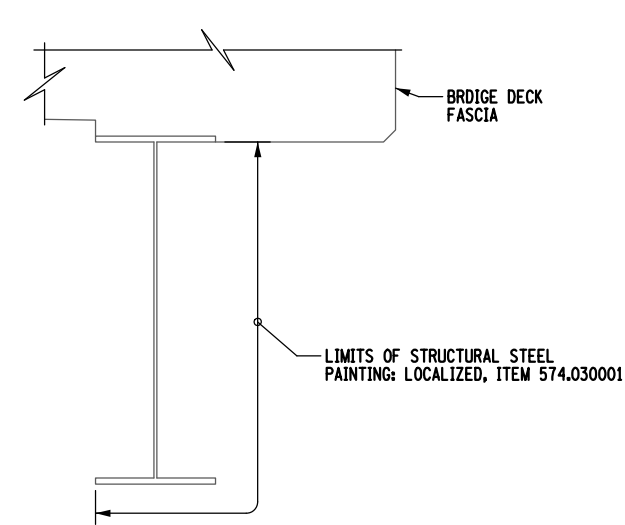 BRDIGE DECK
FASCIA
LIMITS OF STRUCTURAL STEEL
PAINTING: LOCALIZED, ITEM 574.030001